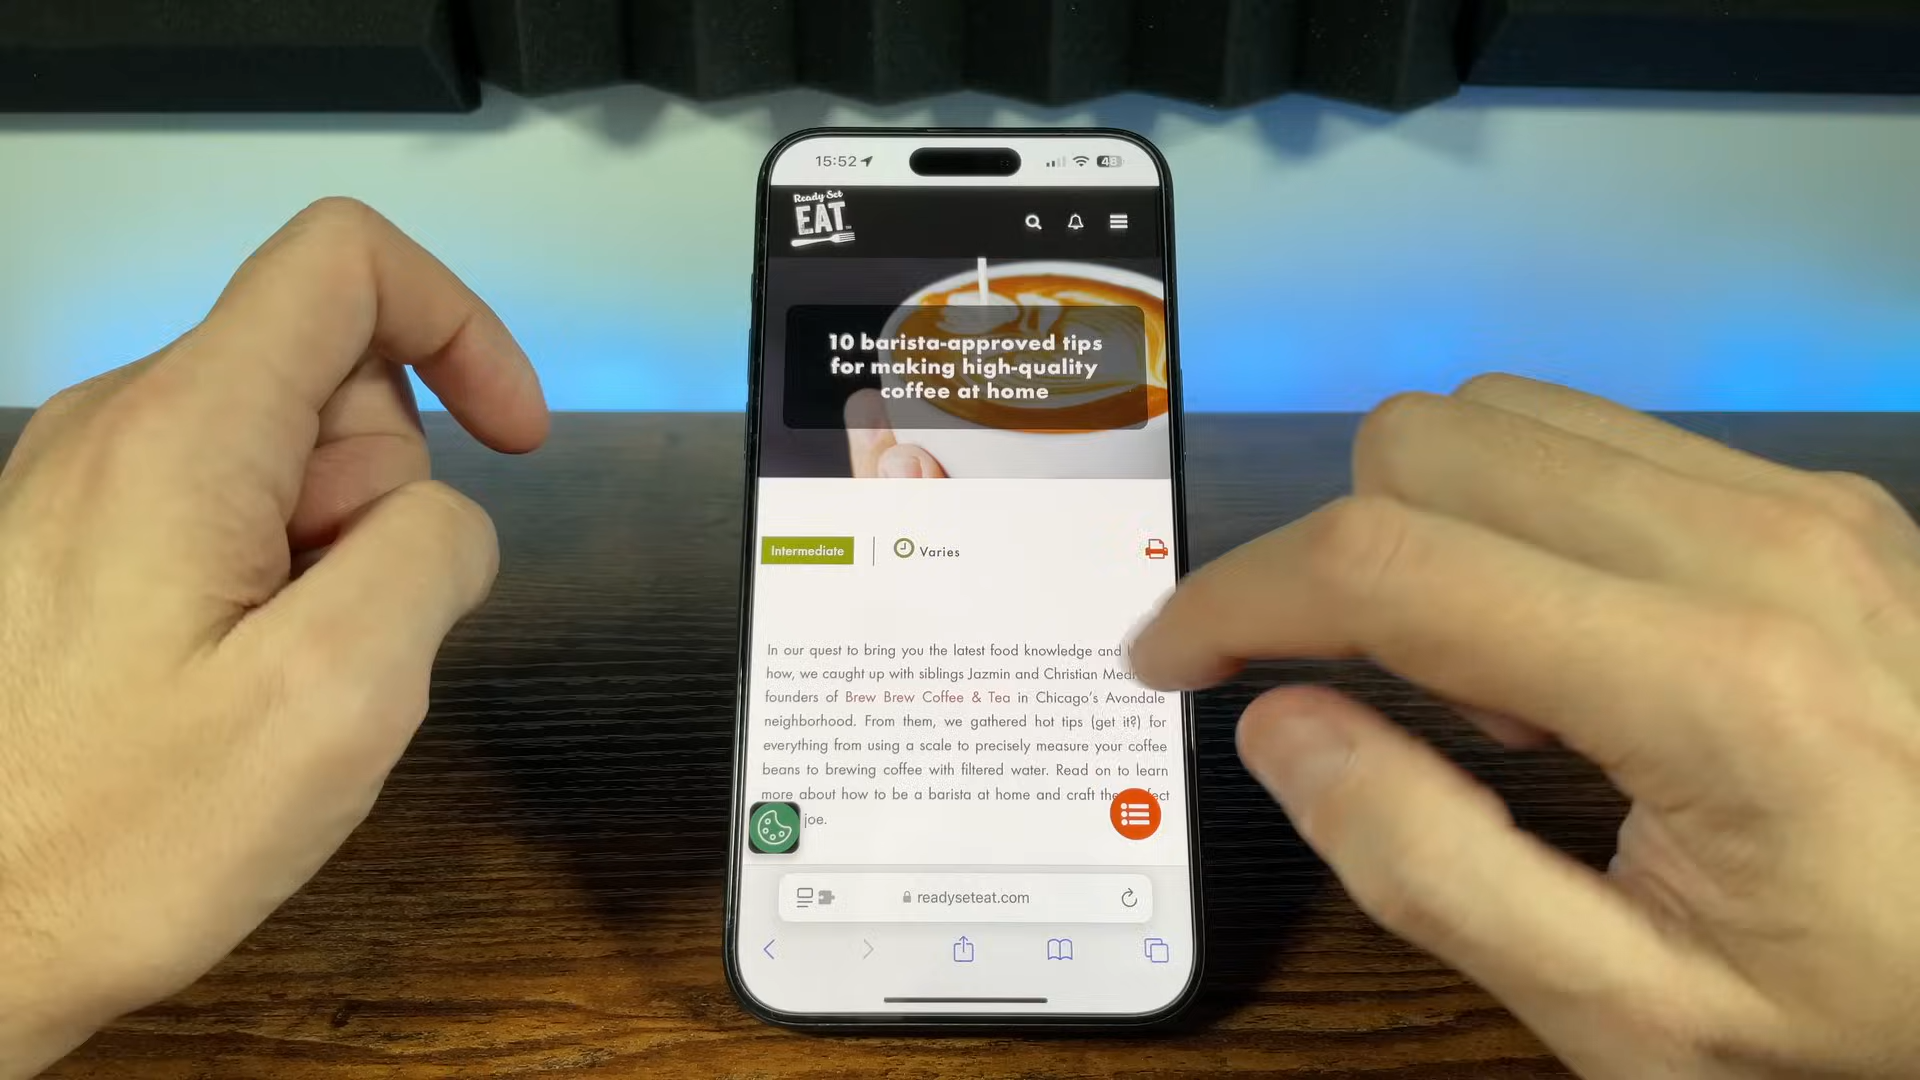 15:52
48
Ready Set
EAT
10 barista-approved tips
for making high-quality
coffee at home
Intermediate
Varies
In our quest to bring you the latest food knowledge and
how, we caught up with siblings Jazmin and Christian
founders of Brew Brew Coffee & Tea in Chicago's Avondale
neighborhood. From them, we gathered hot tips (get it?) for
everything from using a scale to precisely measure your coffee
beans to brewing coffee with filtered water. Read on to learn
more about how to be a barista at home and craft the
joe.
readyseteat.com